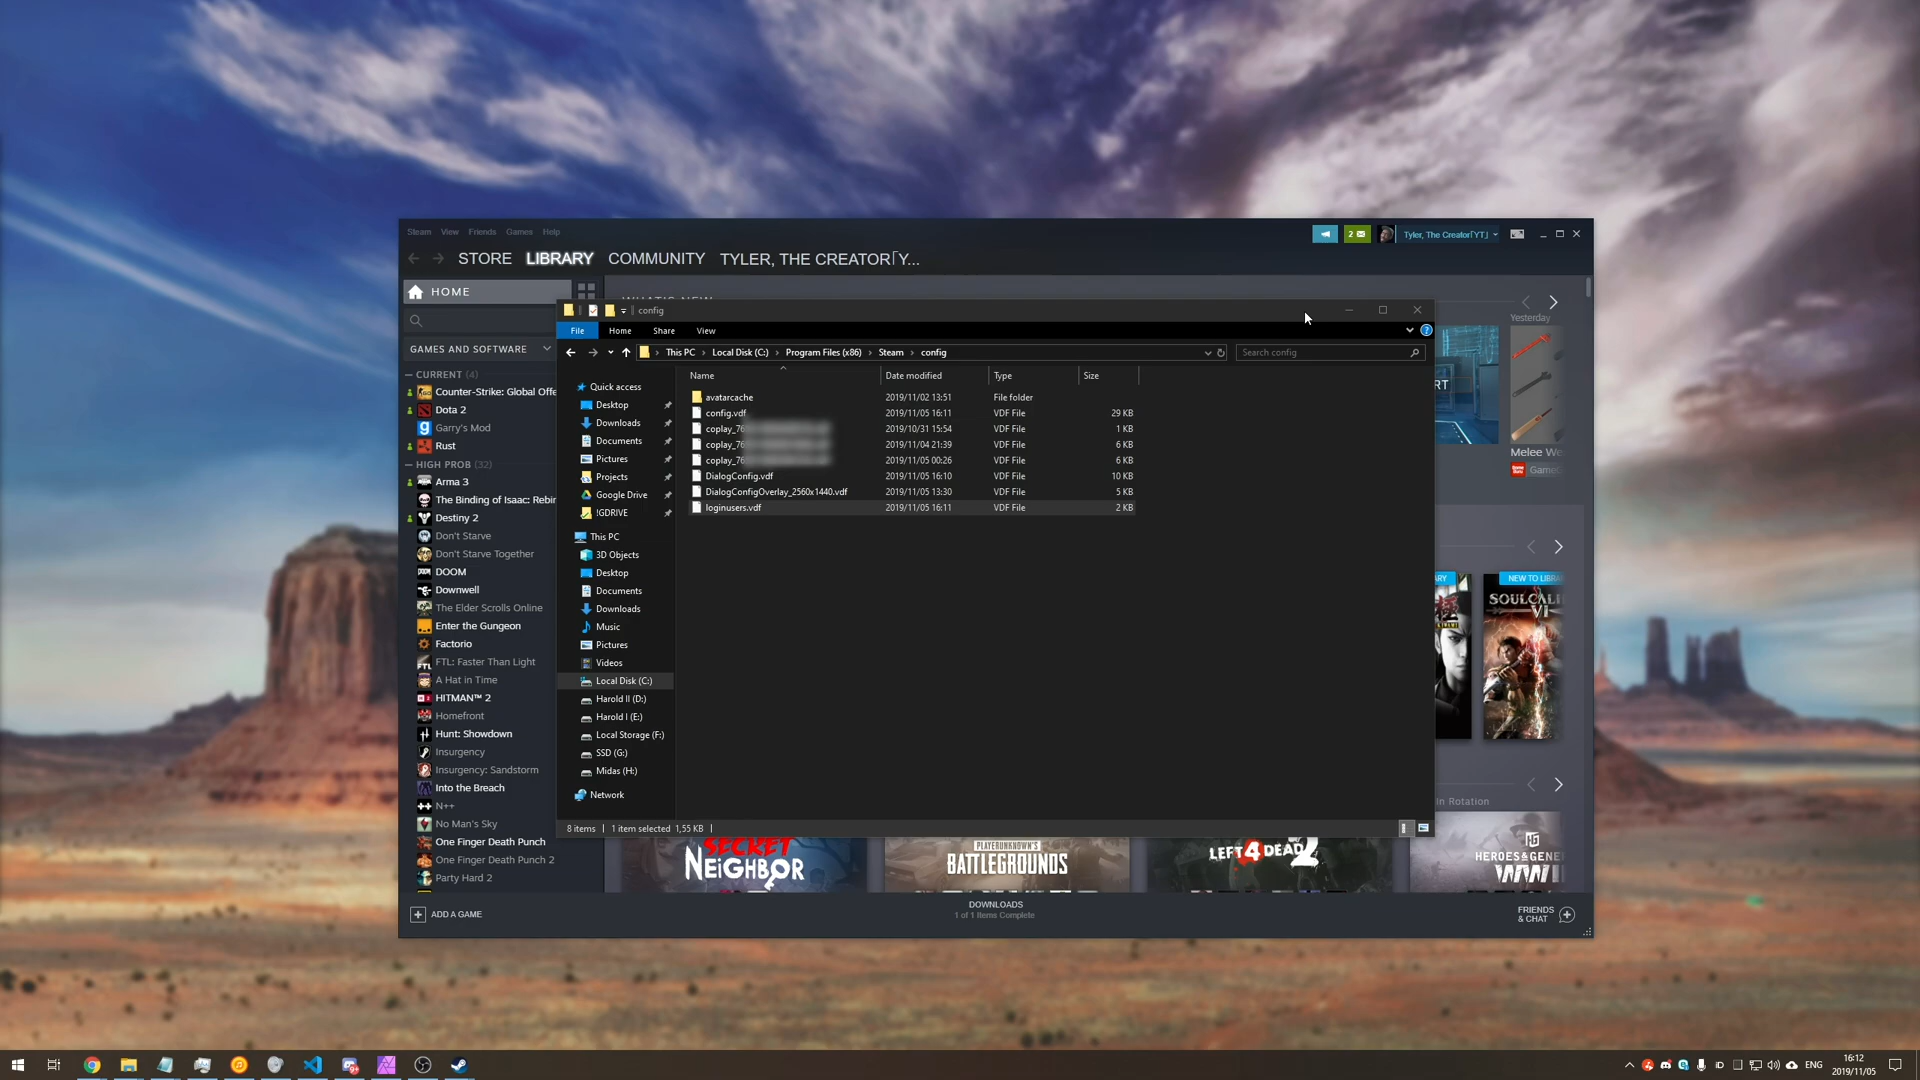 Steam View Friends Games Help
2
Tyler, The Creator「YT」
STORE LIBRARY COMMUNITY TYLER, THE CREATOR「Y...
HOME
GAMES AND SOFTWARE
CURRENT (4)
Counter-Strike: Global Offe
Dota 2
Garry's Mod
Rust
HIGH PROB (32)
Arma 3
The Binding of Isaac: Rebir
Destiny 2
Don't Starve
Don't Starve Together
DOOM
Downwell
The Elder Scrolls Online
Enter the Gungeon
Factorio
FTL: Faster Than Light
A Hat in Time
HITMAN™ 2
Homefront
Hunt: Showdown
Insurgency
Insurgency: Sandstorm
Into the Breach
N++
No Man's Sky
One Finger Death Punch
One Finger Death Punch 2
Party Hard 2
ADD A GAME
config
File Home Share View
This PC > Local Disk (C:) > Program Files (x86) > Steam > config
Search config
Name Date modified Type Size
avatarcache 2019/11/02 13:51 File folder
config.vdf 2019/11/05 16:11 VDF File 29 KB
coplay_76 2019/10/31 15:54 VDF File 1 KB
coplay_76 2019/11/04 21:39 VDF File 6 KB
coplay_76 2019/11/05 00:26 VDF File 6 KB
DialogConfig.vdf 2019/11/05 16:10 VDF File 10 KB
DialogConfigOverlay_2560x1440.vdf 2019/11/05 13:30 VDF File 5 KB
loginusers.vdf 2019/11/05 16:11 VDF File 2 KB
Quick access
Desktop
Downloads
Documents
Pictures
Projects
Google Drive
!GDRIVE
This PC
3D Objects
Desktop
Documents
Downloads
Music
Pictures
Videos
Local Disk (C:)
Harold II (D:)
Harold I (E:)
Local Storage (F:)
SSD (G:)
Midas (H:)
Network
8 items 1 item selected 1,55 KB
Yesterday
RT
Melee We
GameC
RY
NEW TO LIBRA
SOULCALI
VI
in Rotation
SECRET
NEIGHBOR
PLAYERUNKNOWN'S
BATTLEGROUNDS
LEFT 4 DEAD 2
HEROES & GENE
WWII
DOWNLOADS
1 of 1 Items Complete
FRIENDS
& CHAT
ENG
16:12
2019/11/05